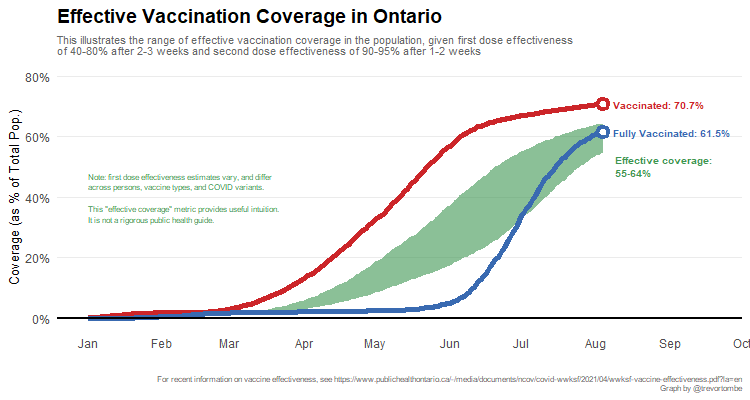 Effective Vaccination Coverage in Ontario
This illustrates the range of effective vaccination coverage in the population, given first dose effectiveness
of 40-80% after 2-3 weeks and second dose effectiveness of 90-95% after 1-2 weeks
Coverage (as % of Total Pop.)
80%
60%
40%
20%
0%
Note: first dose effectiveness estimates vary, and differ
across persons, vaccine types, and COVID variants.
This "effective coverage" metric provides useful intuition.
It is not a rigorous public health guide.
Vaccinated: 70.7%
Fully Vaccinated: 61.5%
Effective coverage:
55-64%
Jan Feb Mar Apr May Jun Jul Aug Sep Oct
For recent information on vaccine effectiveness, see https://www.publichealthontario.ca/-/media/documents/ncov/covid-wwksf/2021/04/wwksf-vaccine-effectiveness.pdf?la=en
Graph by @trevortombe